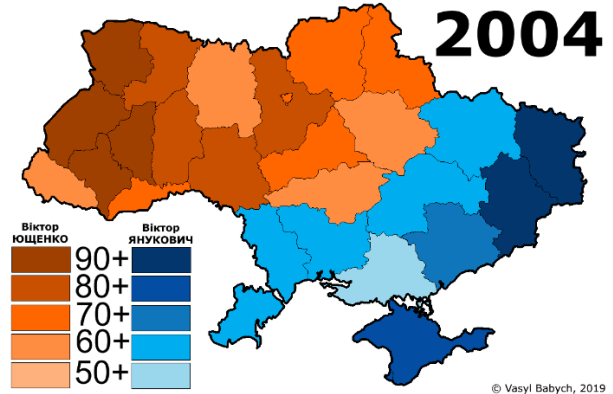 2004
Віктор
ЮЩЕНКО
Віктор
ЯНУКОВИЧ
90+
80+
70+
60+
50+
© Vasyl Babych, 2019